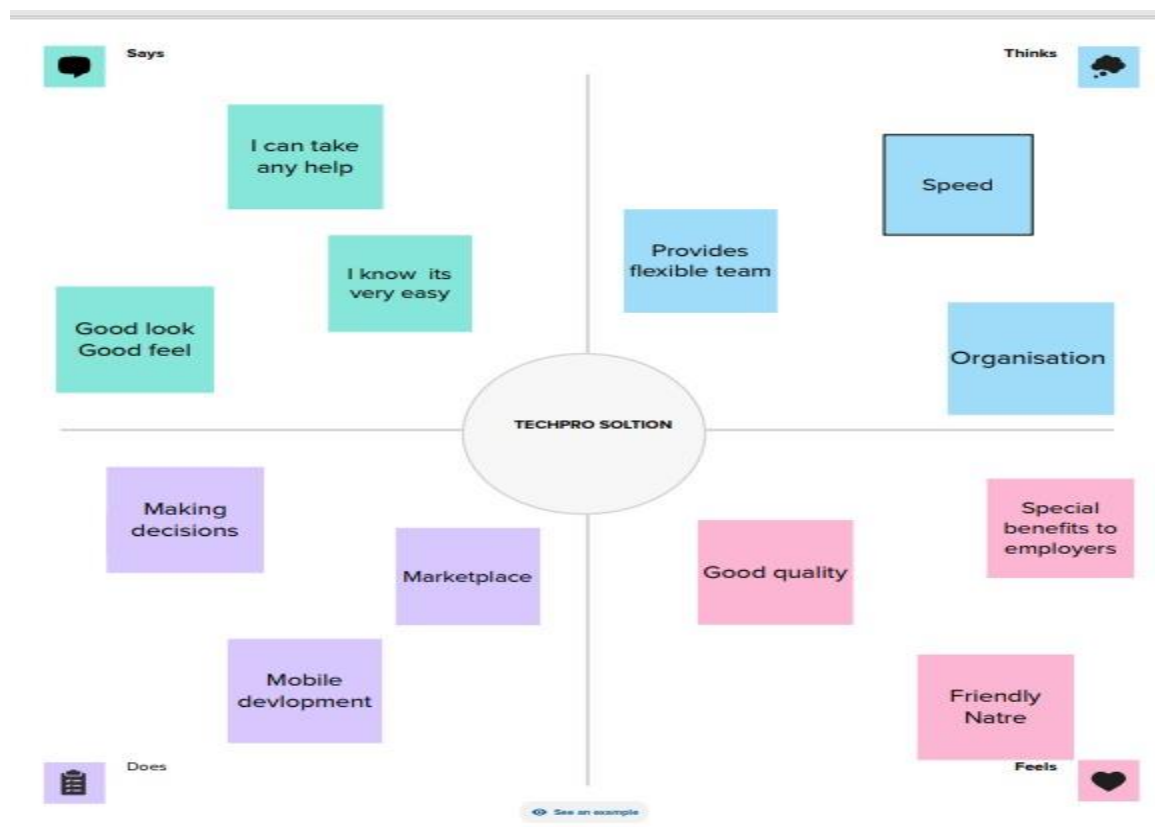 Says
I can take
any help
I know its
very easy
Good look
Good feel
Thinks
Speed
Provides
flexible team
Organisation
TECHPRO SOLTION
Making
decisions
Marketplace
Mobile
devlopment
Does
Special
benefits to
employers
Good quality
Friendly
Natre
Feels
See an example